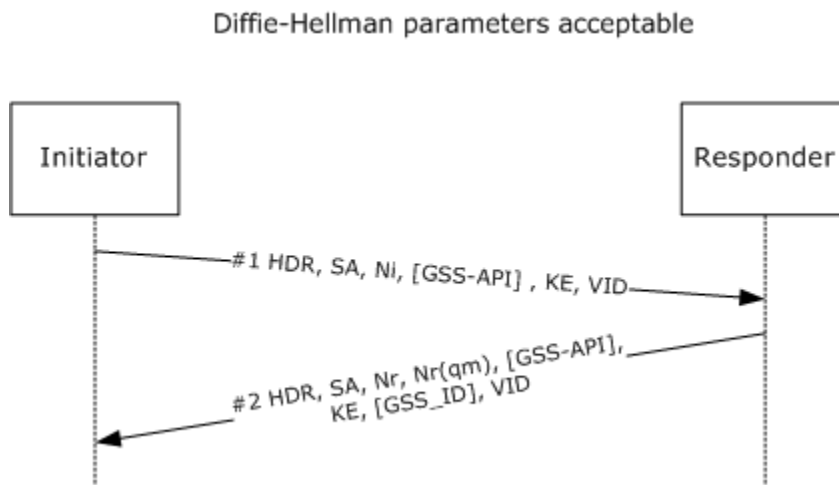 Diffie-Hellman parameters acceptable
Initiator
Responder
#1 HDR, SA, Ni, [GSS-API] , KE, VID
#2 HDR, SA, Nr, Nr(qm), [GSS-API],
KE, [GSS_ID], VID